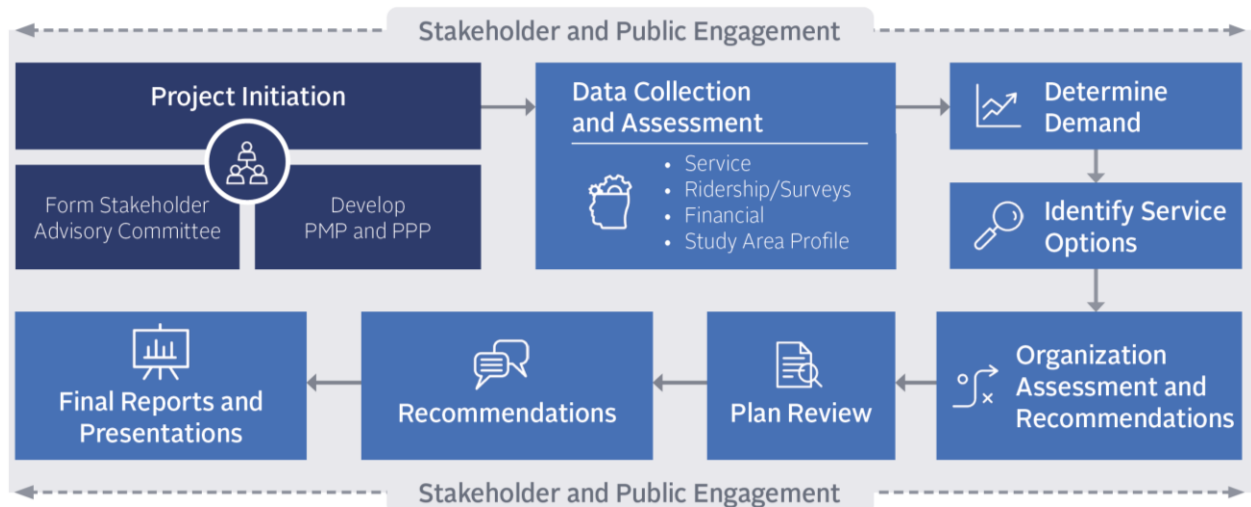 Stakeholder and Public Engagement
Project Initiation
Form Stakeholder
Advisory Committee
Develop
PMP and PPP
Data Collection
and Assessment
• Service
• Ridership/Surveys
• Financial
• Study Area Profile
Determine
Demand
Identify Service
Options
Organization
Assessment and
Recommendations
Plan Review
Recommendations
Final Reports and
Presentations
Stakeholder and Public Engagement